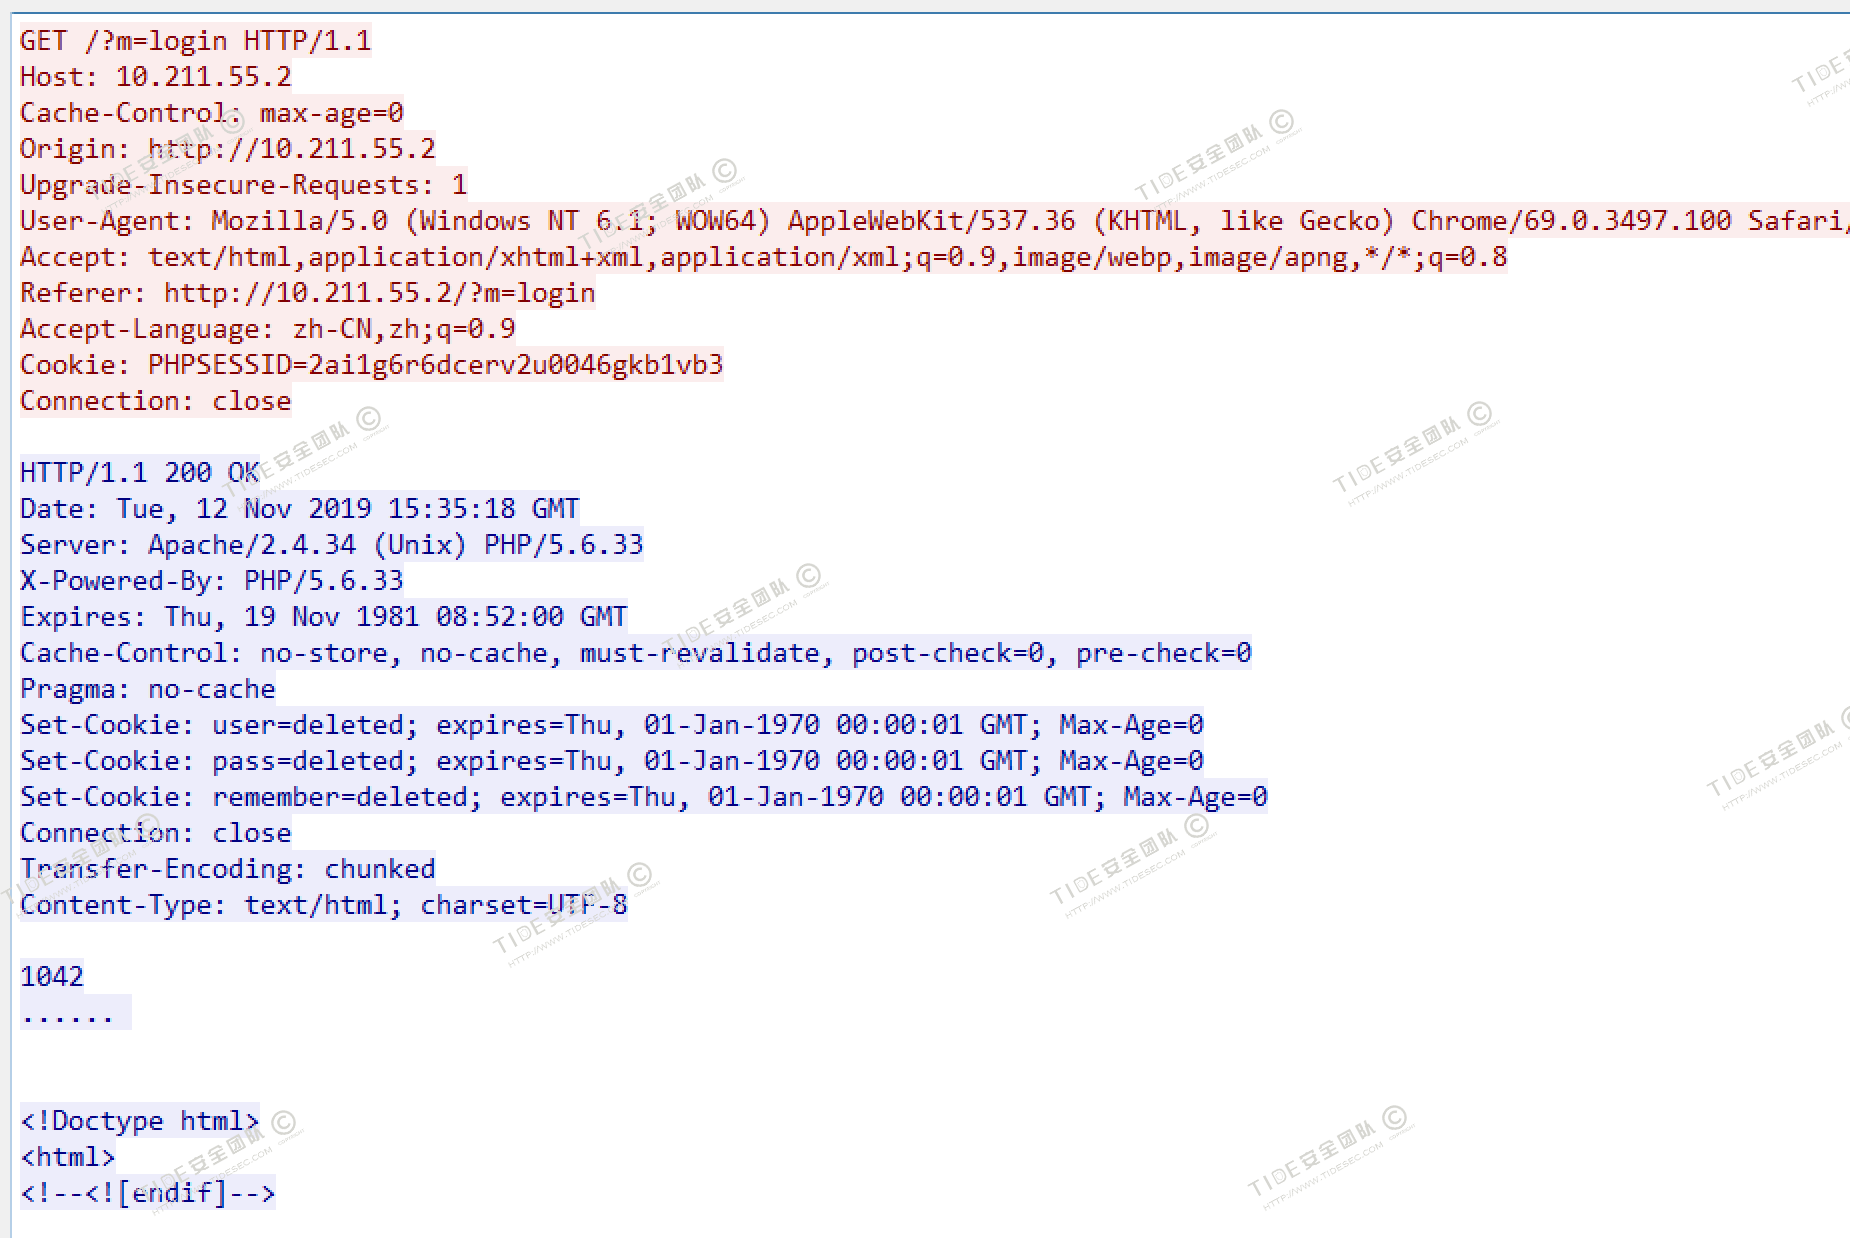 GET /?m=login HTTP/1.1
Host: 10.211.55.2
Cache-Control: max-age=0
Origin: http://10.211.55.2
Upgrade-Insecure-Requests: 1
User-Agent: Mozilla/5.0 (Windows NT 6.1; WOW64) AppleWebKit/537.36 (KHTML, like Gecko) Chrome/69.0.3497.100 Safari/
Accept: text/html,application/xhtml+xml,application/xml;q=0.9,image/webp,image/apng,*/*;q=0.8
Referer: http://10.211.55.2/?m=login
Accept-Language: zh-CN,zh;q=0.9
Cookie: PHPSESSID=2ai1g6r6dcerv2u0046gkb1vb3
Connection: close
HTTP/1.1 200 OK
Date: Tue, 12 Nov 2019 15:35:18 GMT
Server: Apache/2.4.34 (Unix) PHP/5.6.33
X-Powered-By: PHP/5.6.33
Expires: Thu, 19 Nov 1981 08:52:00 GMT
Cache-Control: no-store, no-cache, must-revalidate, post-check=0, pre-check=0
Pragma: no-cache
Set-Cookie: user=deleted; expires=Thu, 01-Jan-1970 00:00:01 GMT; Max-Age=0
Set-Cookie: pass=deleted; expires=Thu, 01-Jan-1970 00:00:01 GMT; Max-Age=0
Set-Cookie: remember=deleted; expires=Thu, 01-Jan-1970 00:00:01 GMT; Max-Age=0
Connection: close
Transfer-Encoding: chunked
Content-Type: text/html; charset=UTF-8
1042
......
<!Doctype html>
<html>
<!--<![endif]-->
TIDE安全团队 ©
HTTP://WWW.TIDESEC.COM